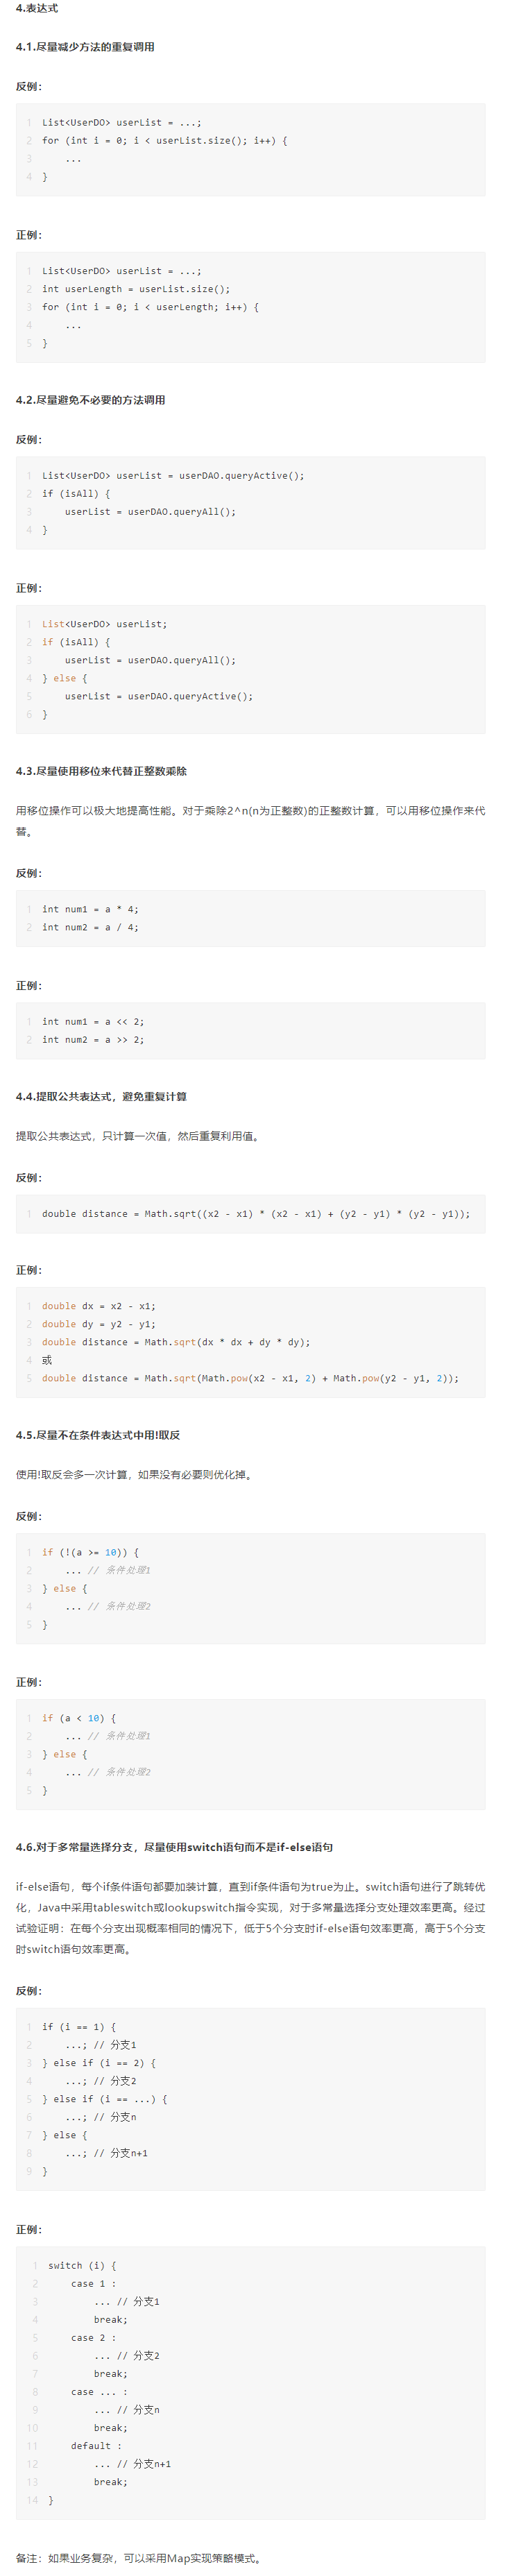 4.表达式
4.1.尽量减少方法的重复调用
反例：
1 List<UserDO> userList = ...;
2 for (int i = 0; i < userList.size(); i++) {
3     ...
4 }
正例：
1 List<UserDO> userList = ...;
2 int userLength = userList.size();
3 for (int i = 0; i < userLength; i++) {
4     ...
5 }
4.2.尽量避免不必要的方法调用
反例：
1 List<UserDO> userList = userDAO.queryActive();
2 if (isAll) {
3     userList = userDAO.queryAll();
4 }
正例：
1 List<UserDO> userList;
2 if (isAll) {
3     userList = userDAO.queryAll();
4 } else {
5     userList = userDAO.queryActive();
6 }
4.3.尽量使用移位来代替正整数乘除
用移位操作可以极大地提高性能。对于乘除2^n(n为正整数)的正整数计算，可以用移位操作来代
替。
反例：
1 int num1 = a * 4;
2 int num2 = a / 4;
正例：
1 int num1 = a << 2;
2 int num2 = a >> 2;
4.4.提取公共表达式，避免重复计算
提取公共表达式，只计算一次值，然后重复利用值。
反例：
1 double distance = Math.sqrt((x2 - x1) * (x2 - x1) + (y2 - y1) * (y2 - y1));
正例：
1 double dx = x2 - x1;
2 double dy = y2 - y1;
3 double distance = Math.sqrt(dx * dx + dy * dy);
4 或
5 double distance = Math.sqrt(Math.pow(x2 - x1, 2) + Math.pow(y2 - y1, 2));
4.5.尽量不在条件表达式中用!取反
使用!取反会多一次计算，如果没有必要则优化掉。
反例：
1 if (!(a >= 10)) {
2     ... // 条件处理1
3 } else {
4     ... // 条件处理2
5 }
正例：
1 if (a < 10) {
2     ... // 条件处理1
3 } else {
4     ... // 条件处理2
5 }
4.6.对于多常量选择分支，尽量使用switch语句而不是if-else语句
if-else语句，每个if条件语句都要加装计算，直到if条件语句为true为止。switch语句进行了跳转优
化，Java中采用tableswitch或lookupswitch指令实现，对于多常量选择分支处理效率更高。经过
试验证明：在每个分支出现概率相同的情况下，低于5个分支时if-else语句效率更高，高于5个分支
时switch语句效率更高。
反例：
1 if (i == 1) {
2     ...; // 分支1
3 } else if (i == 2) {
4     ...; // 分支2
5 } else if (i == ...) {
6     ...; // 分支n
7 } else {
8     ...; // 分支n+1
9 }
正例：
1 switch (i) {
2     case 1 :
3         ... // 分支1
4         break;
5     case 2 :
6         ... // 分支2
7         break;
8     case ... :
9         ... // 分支n
10         break;
11     default :
12         ... // 分支n+1
13         break;
14 }
备注：如果业务复杂，可以采用Map实现策略模式。